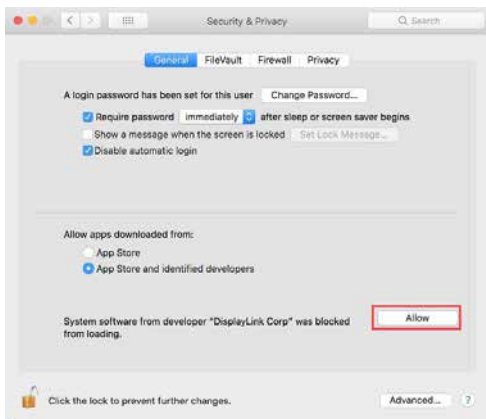 Security & Privacy
Search
General FileVault Firewall Privacy
A login password has been set for this user Change Password...
Require password immediately after sleep or screen saver begins
Show a message when the screen is locked Set Lock Message...
Disable automatic login
Allow apps downloaded from:
App Store
App Store and identified developers
System software from developer "DisplayLink Corp" was blocked
from loading.
Allow
Click the lock to prevent further changes.
Advanced...
?